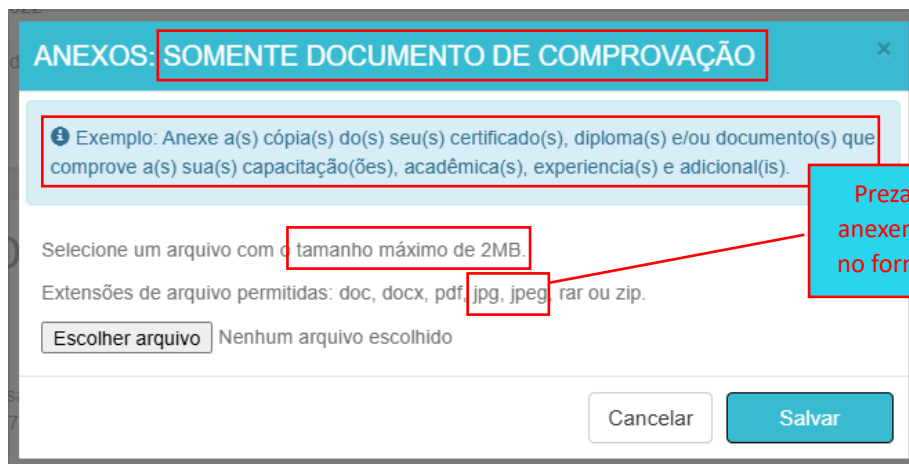 ANEXOS: SOMENTE DOCUMENTO DE COMPROVAÇÃO ×
Exemplo: Anexe a(s) cópia(s) do(s) seu(s) certificado(s), diploma(s) e/ou documento(s) que
comprove a(s) sua(s) capacitação(ões), acadêmica(s), experiencia(s) e adicional(is).
Preza
anexer
no forr
Selecione um arquivo com o tamanho máximo de 2MB.
Extensões de arquivo permitidas: doc, docx, pdf, jpg, jpeg, rar ou zip.
Escolher arquivo Nenhum arquivo escolhido
Cancelar Salvar